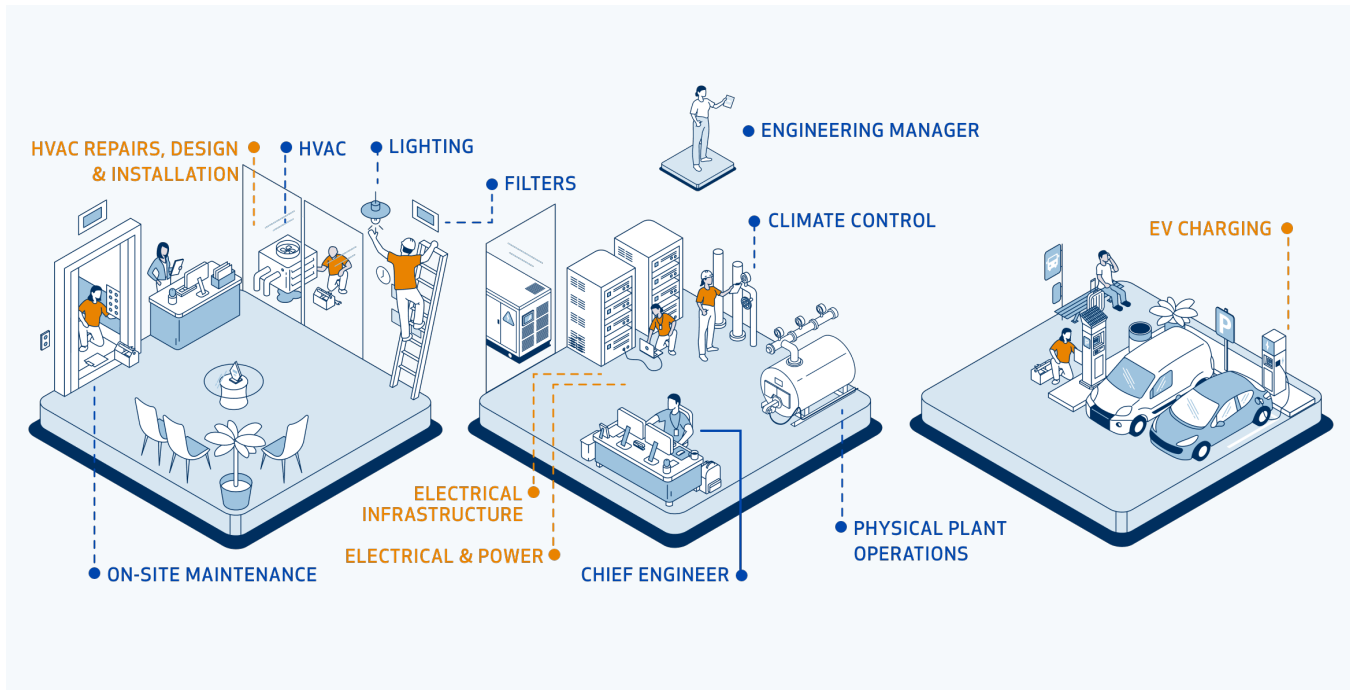 ENGINEERING MANAGER
HVAC REPAIRS, DESIGN
& INSTALLATION
HVAC
LIGHTING
FILTERS
CLIMATE CONTROL
EV CHARGING
P
ELECTRICAL
INFRASTRUCTURE
ELECTRICAL & POWER
CHIEF ENGINEER
PHYSICAL PLANT
OPERATIONS
ON-SITE MAINTENANCE